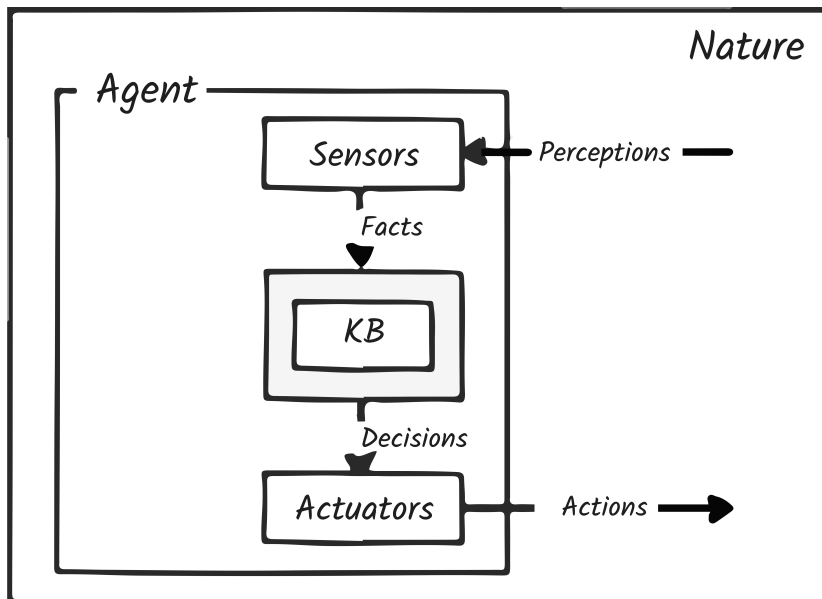 Nature
Agent
Sensors
Perceptions
Facts
KB
Decisions
Actuators
Actions